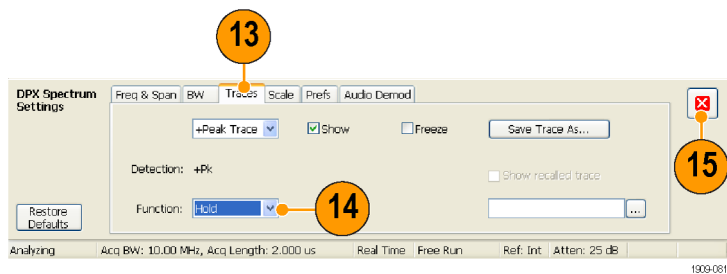 13
DPX Spectrum Settings
Freq & Span BW Traces Scale Prefs Audio Demod
+Peak Trace Show Freeze Save Trace As...
15
Detection: +Pk
Show recalled trace
Function: Hold 14 ...
Restore Defaults
Analyzing Acq BW: 10.00 MHz, Acq Length: 2.000 us Real Time Free Run Ref: Int Atten: 25 dB
1909-081